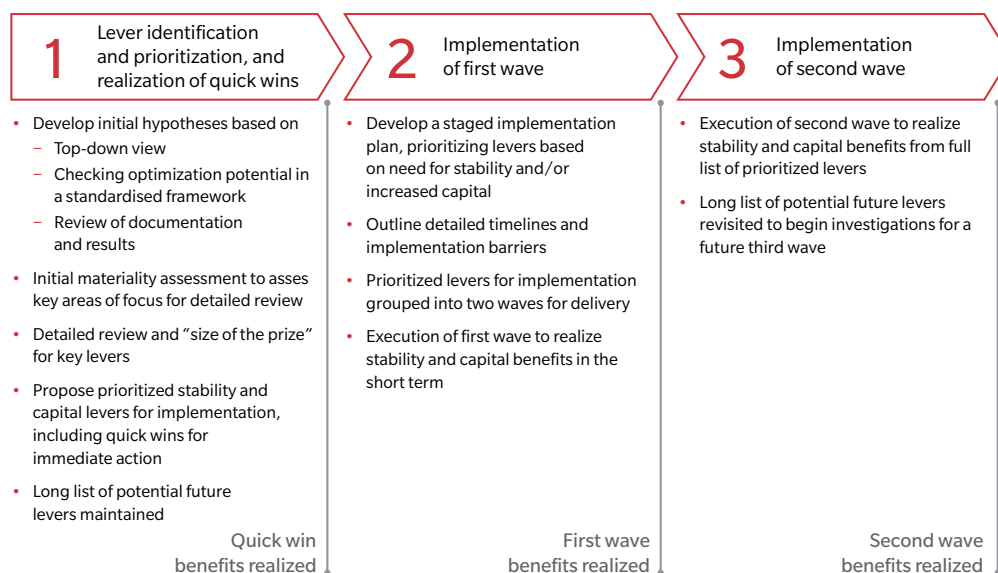 1
Lever identification
and prioritization, and
realization of quick wins
• Develop initial hypotheses based on
– Top-down view
– Checking optimization potential in
a standardised framework
– Review of documentation
and results
• Initial materiality assessment to asses
key areas of focus for detailed review
• Detailed review and “size of the prize”
for key levers
• Propose prioritized stability and
capital levers for implementation,
including quick wins for
immediate action
• Long list of potential future
levers maintained
Quick win
benefits realized
2
Implementation
of first wave
• Develop a staged implementation
plan, prioritizing levers based
on need for stability and/or
increased capital
• Outline detailed timelines and
implementation barriers
• Prioritized levers for implementation
grouped into two waves for delivery
• Execution of first wave to realize
stability and capital benefits in the
short term
First wave
benefits realized
3
Implementation
of second wave
• Execution of second wave to realize
stability and capital benefits from full
list of prioritized levers
• Long list of potential future levers
revisited to begin investigations for a
future third wave
Second wave
benefits realized